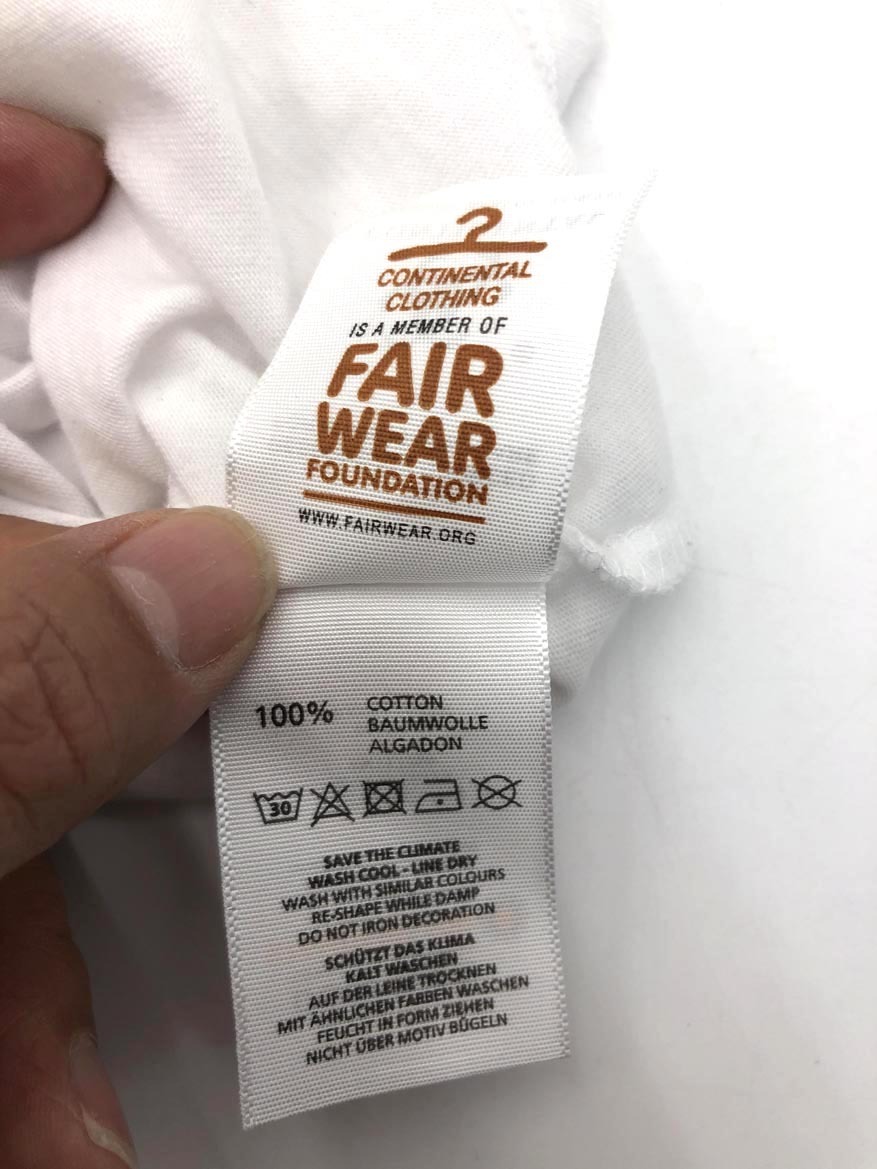 CONTINENTAL
CLOTHING
IS A MEMBER OF
FAIR
WEAR
FOUNDATION
WWW.FAIRWEAR.ORG
100% COTTON
BAUMWOLLE
ALGADON
30
SAVE THE CLIMATE
WASH COOL - LINE DRY
WASH WITH SIMILAR COLOURS
RE-SHAPE WHILE DAMP
DO NOT IRON DECORATION
SCHÜTZT DAS KLIMA
KALT WASCHEN
AUF DER LEINE TROCKNEN
MIT ÄHNLICHEN FARBEN WASCHEN
FEUCHT IN FORM ZIEHEN
NICHT ÜBER MOTIV BÜGELN